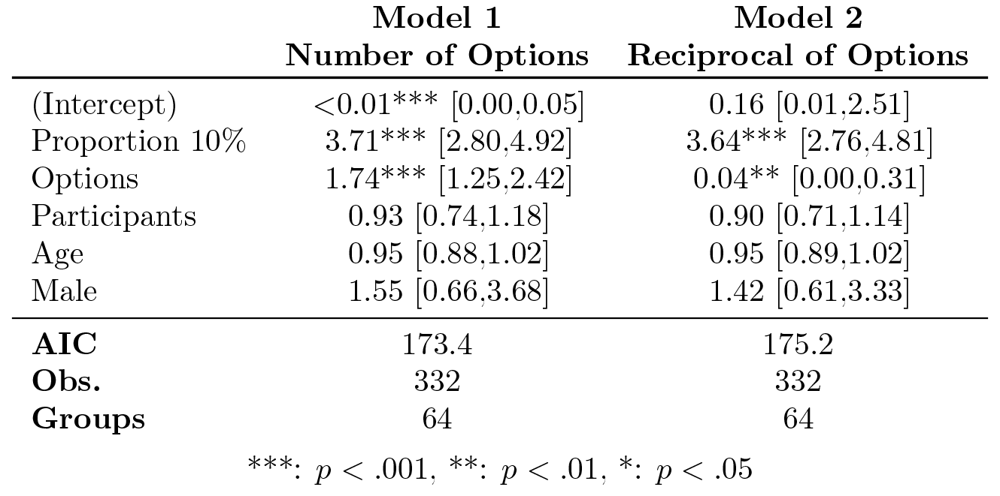 Model 1 Model 2
Number of Options Reciprocal of Options
(Intercept) <0.01*** [0.00,0.05] 0.16 [0.01,2.51]
Proportion 10% 3.71*** [2.80,4.92] 3.64*** [2.76,4.81]
Options 1.74*** [1.25,2.42] 0.04** [0.00,0.31]
Participants 0.93 [0.74,1.18] 0.90 [0.71,1.14]
Age 0.95 [0.88,1.02] 0.95 [0.89,1.02]
Male 1.55 [0.66,3.68] 1.42 [0.61,3.33]
AIC 173.4 175.2
Obs. 332 332
Groups 64 64
***: p < .001, **: p < .01, *: p < .05